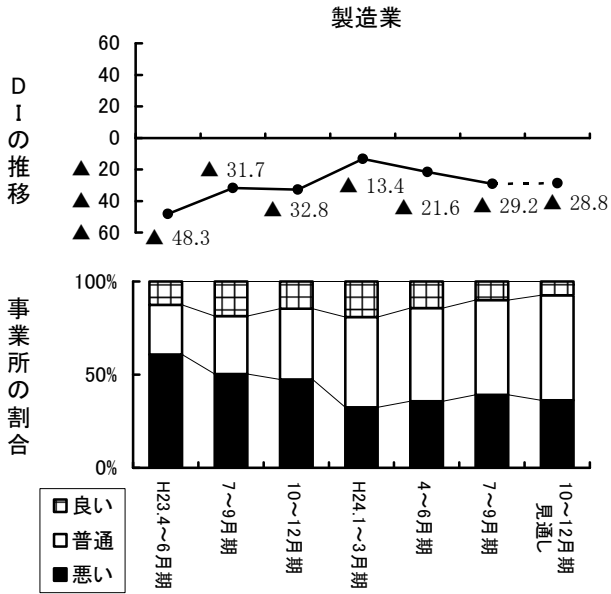 製造業
DIの推移
60
40
20
0
▲ 20
▲ 40
▲ 60
▲ 48.3
▲ 31.7
▲ 32.8
▲ 13.4
▲ 21.6
▲ 29.2
▲ 28.8
事業所の割合
100%
50%
0%
H23.4～6月期
7～9月期
10～12月期
H24.1～3月期
4～6月期
7～9月期
10～12月期
見通し
良い
普通
悪い